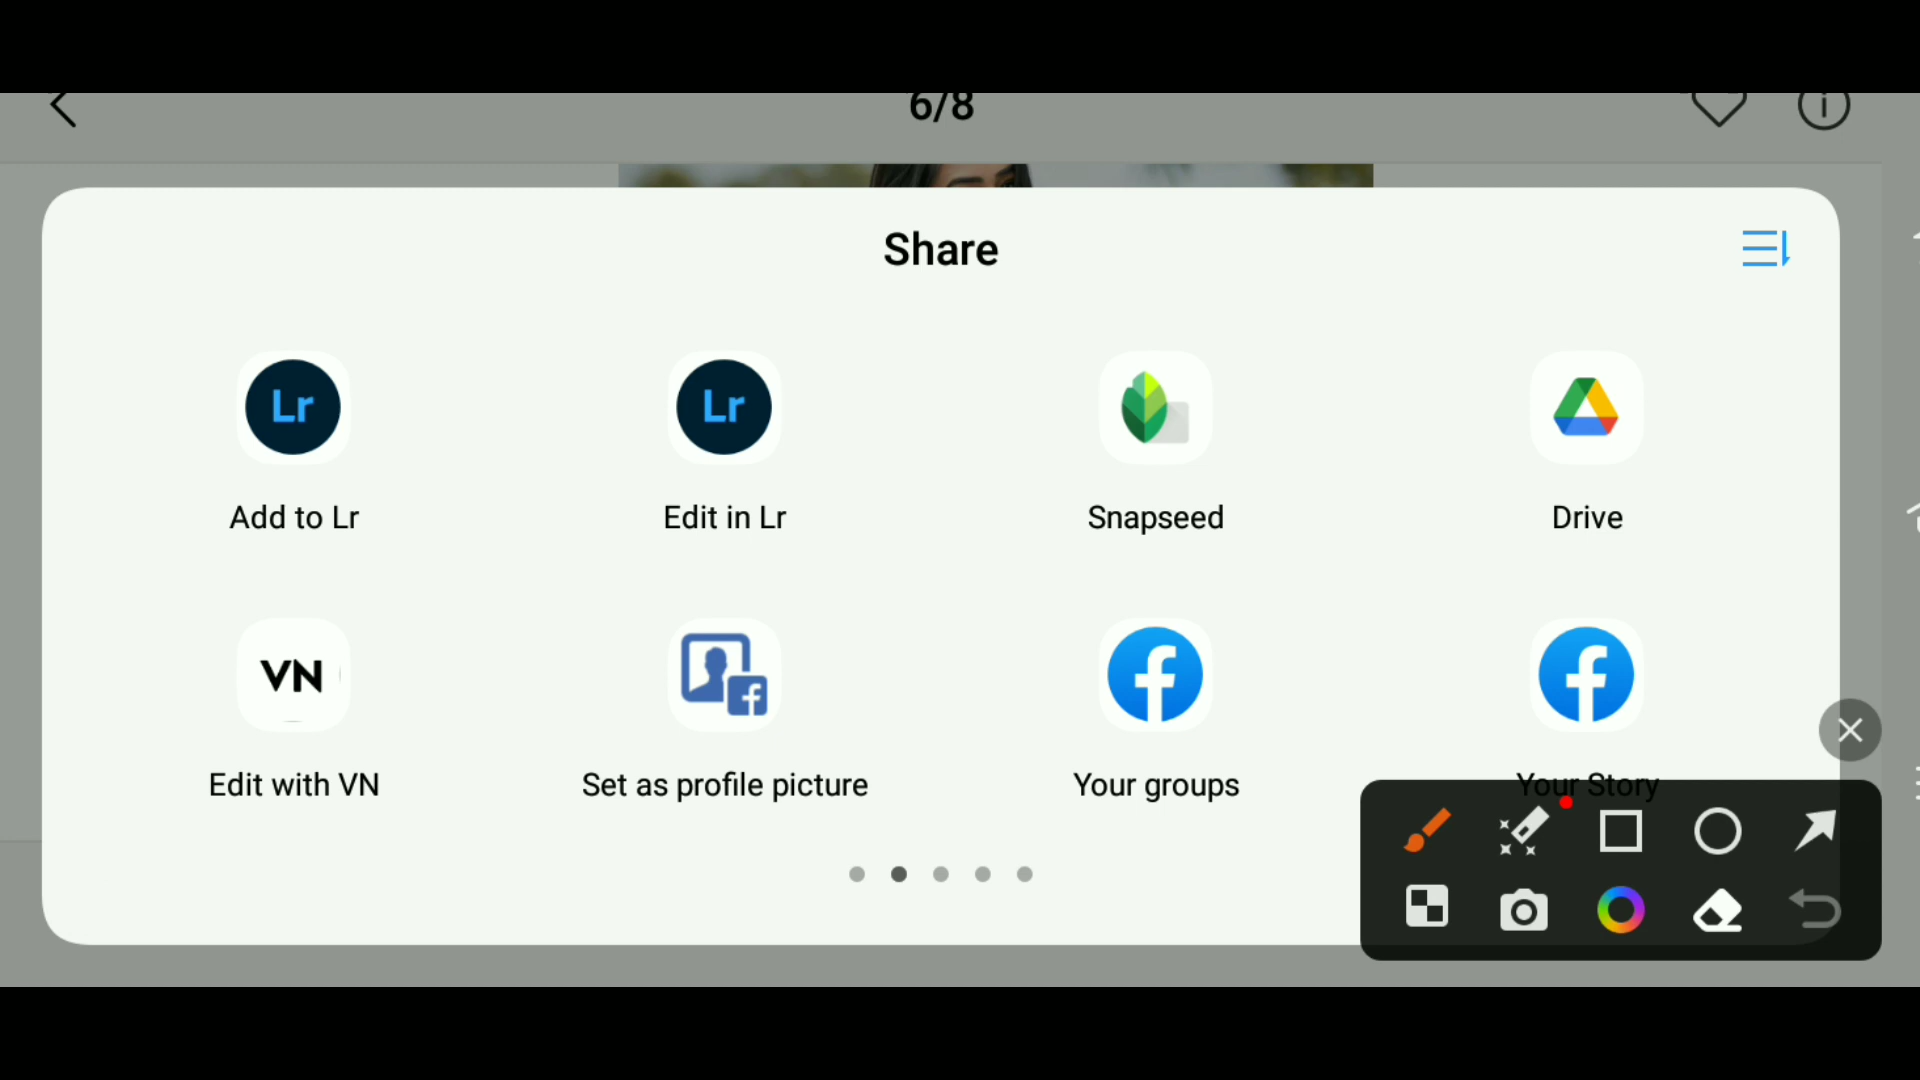 6/8
Share
Lr
Lr
Add to Lr
Edit in Lr
Snapseed
Drive
VN
Edit with VN
Set as profile picture
Your groups
Your Story